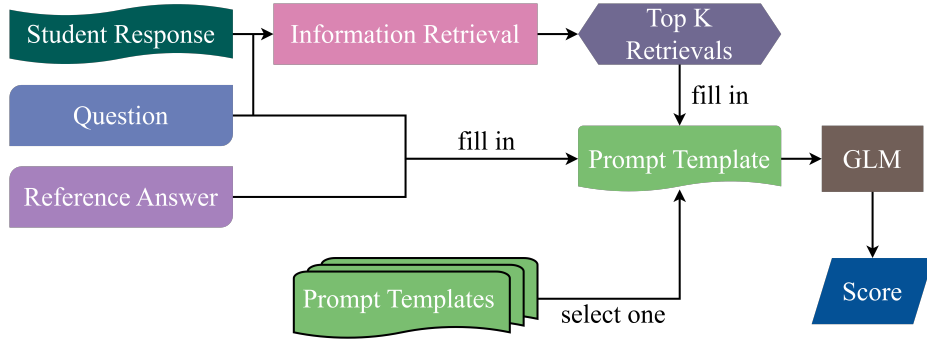 Student Response
Information Retrieval
Top K
Retrievals
fill in
Question
fill in
Prompt Template
GLM
Reference Answer
Prompt Templates
select one
Score